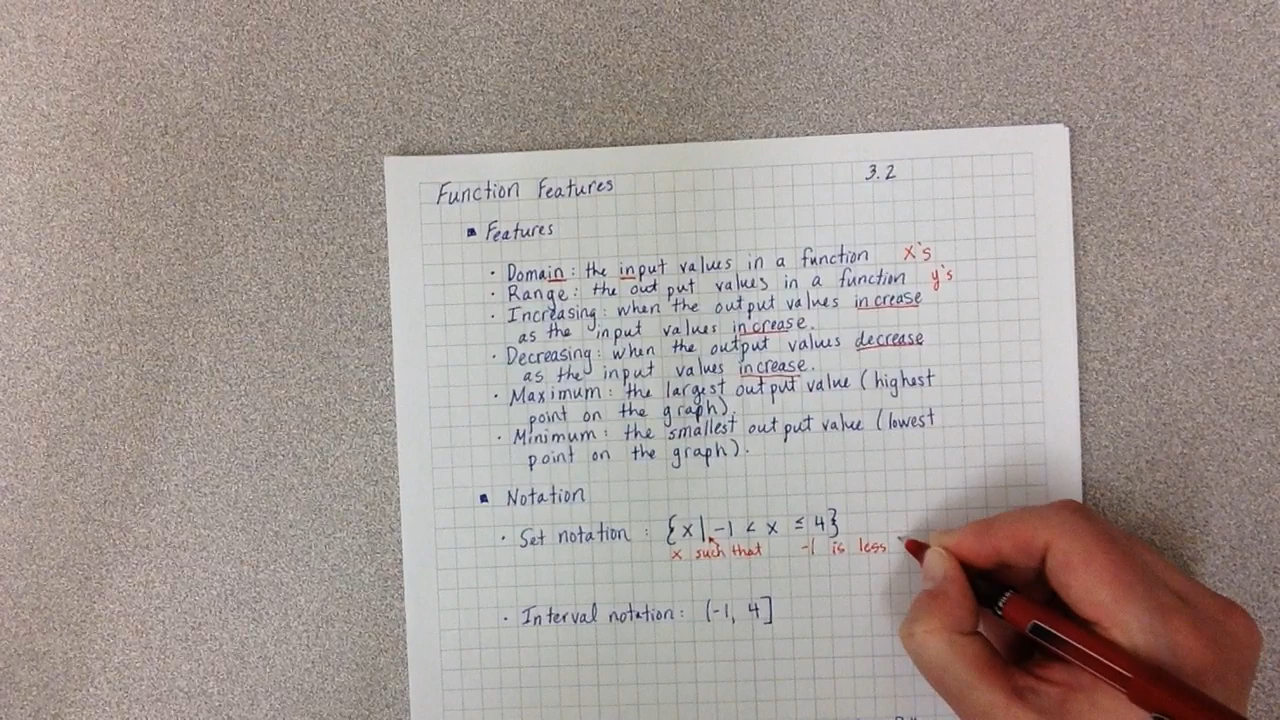 Function Features 3.2
▪ Features
· Domain: the input values in a function x's
· Range: the output values in a function y's
· Increasing: when the output values increase
as the input values increase.
· Decreasing: when the output values decrease
as the input values increase.
· Maximum: the largest output value (highest
point on the graph).
· Minimum: the smallest output value (lowest
point on the graph).
▪ Notation
· Set notation: {x|-1 < x ≤ 4}
x such that -1 is less
· Interval notation: (-1, 4]